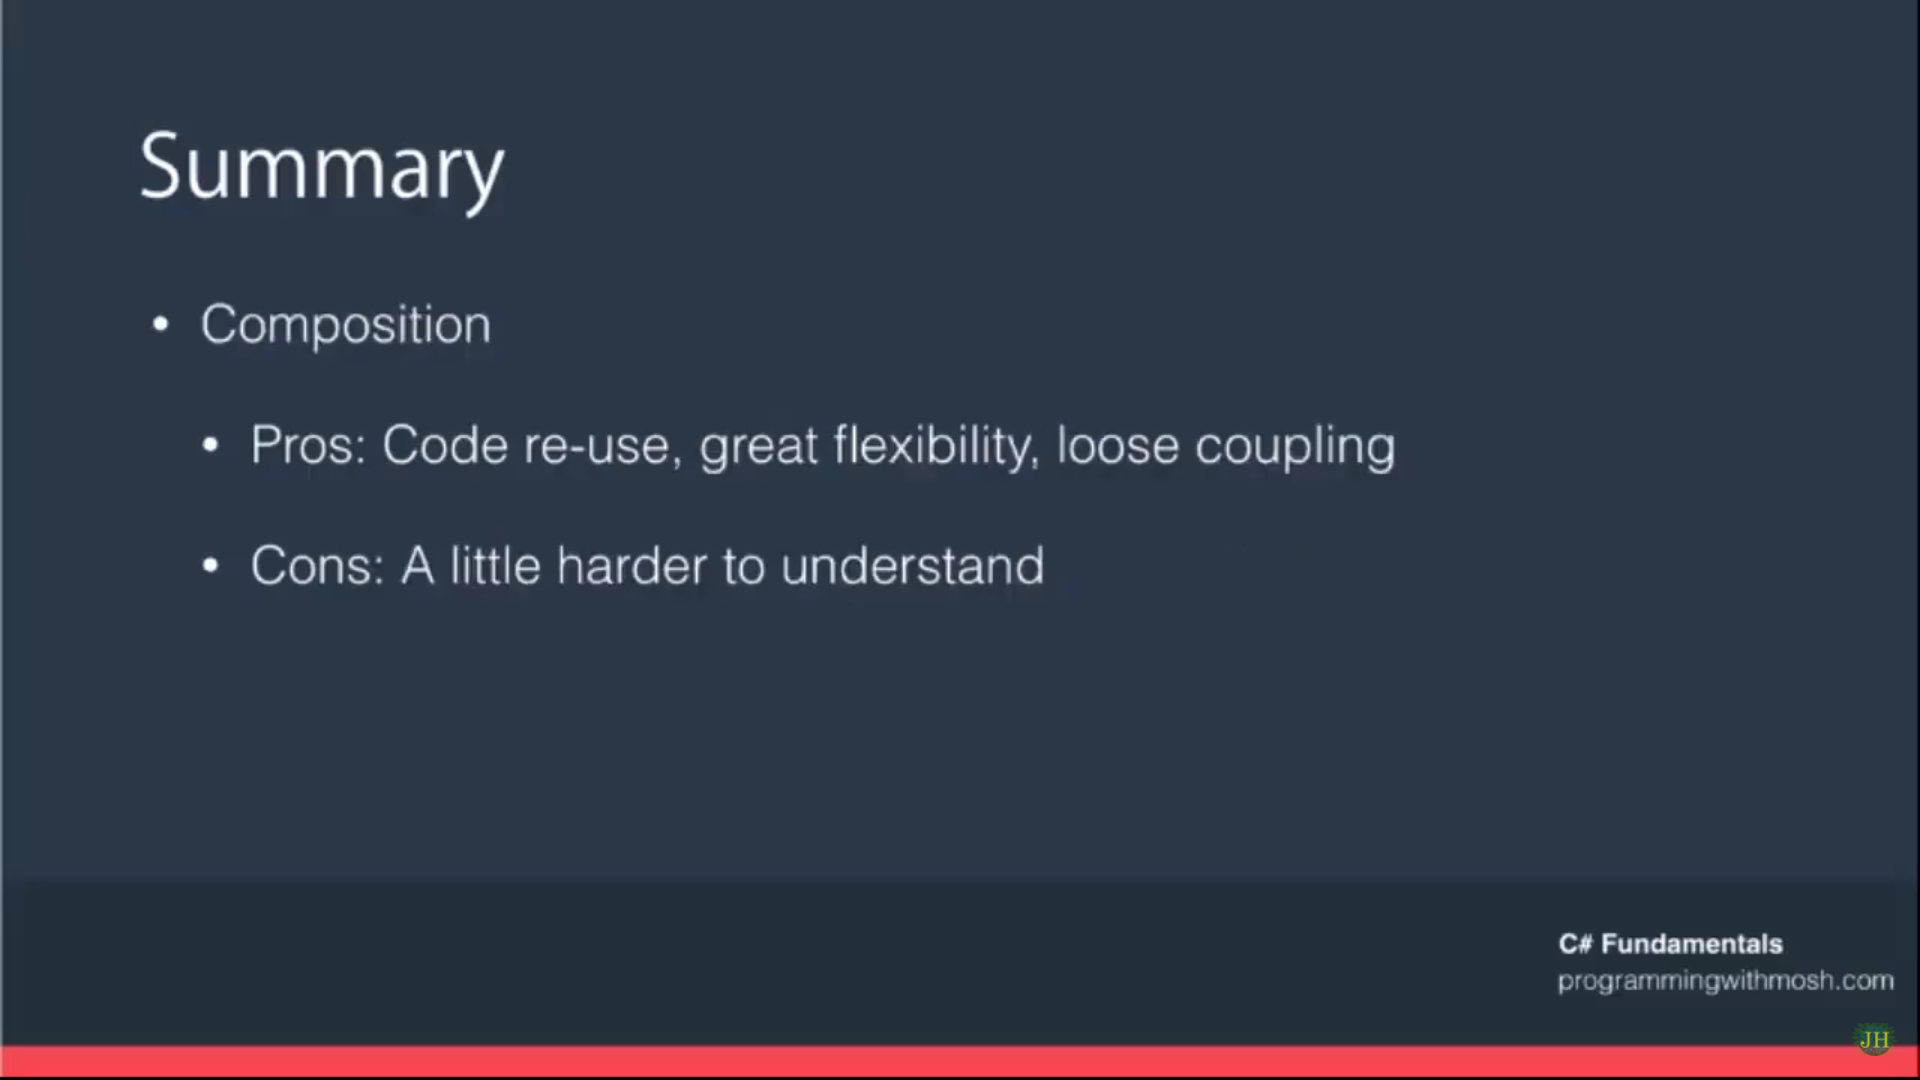 Summary
• Composition
• Pros: Code re-use, great flexibility, loose coupling
• Cons: A little harder to understand
C# Fundamentals
programmingwithmosh.com
JH